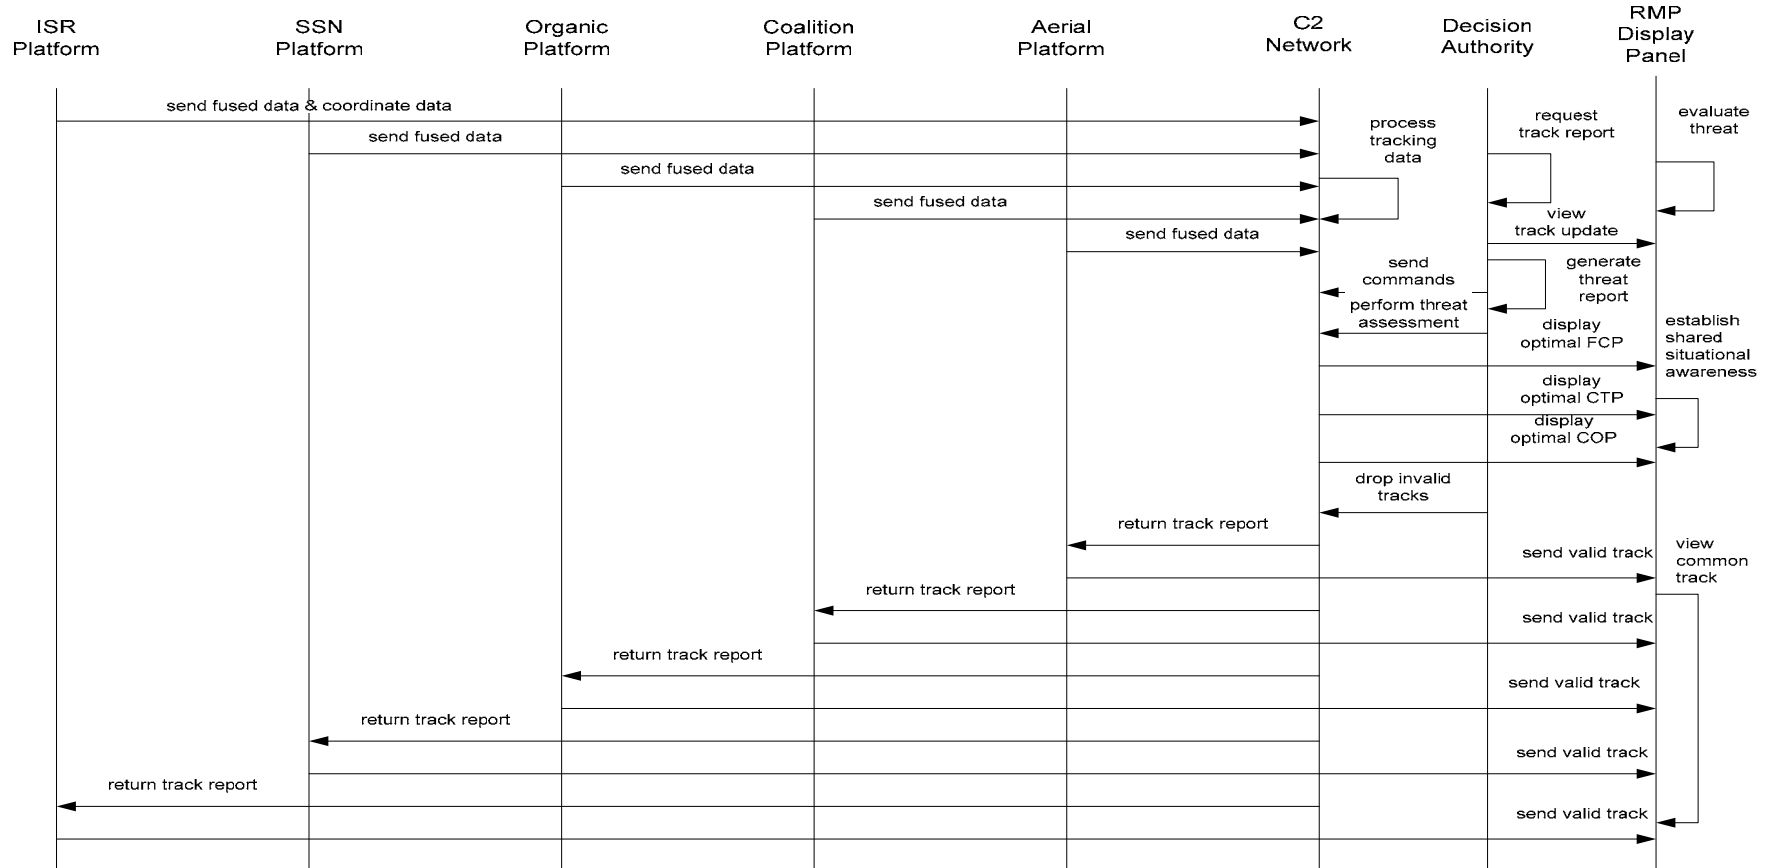 ISR
Platform
SSN
Platform
Organic
Platform
Coalition
Platform
Aerial
Platform
C2
Network
Decision
Authority
RMP
Display
Panel
send fused data & coordinate data
send fused data
send fused data
send fused data
send fused data
process
tracking
data
request
track report
evaluate
threat
view
track update
send
commands
generate
threat
report
perform threat
assessment
display
optimal FCP
establish
shared
situational
awareness
display
optimal CTP
display
optimal COP
drop invalid
tracks
return track report
send valid track
view
common
track
return track report
send valid track
return track report
send valid track
return track report
send valid track
return track report
send valid track